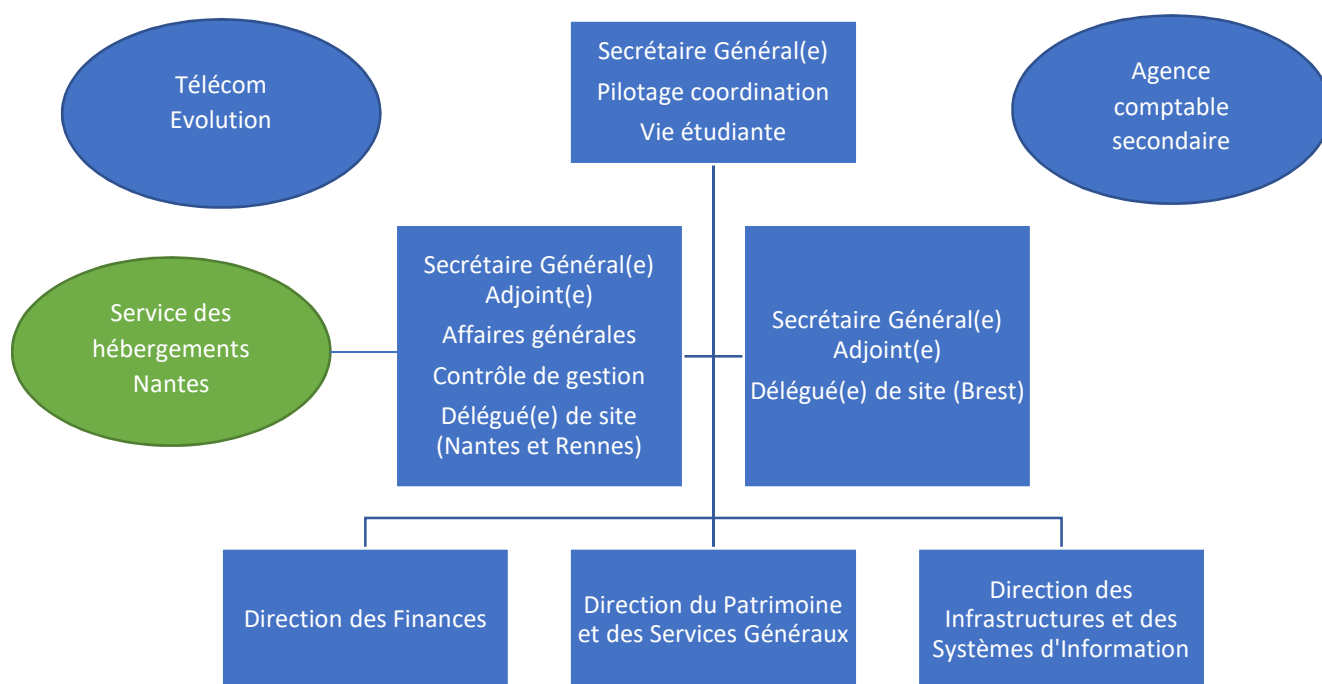 Télécom
Evolution
Secrétaire Général(e)
Pilotage coordination
Vie étudiante
Agence
comptable
secondaire
Service des
hébergements
Nantes
Secrétaire Général(e)
Adjoint(e)
Affaires générales
Contrôle de gestion
Délégué(e) de site
(Nantes et Rennes)
Secrétaire Général(e)
Adjoint(e)
Délégué(e) de site (Brest)
Direction des Finances
Direction du Patrimoine
et des Services Généraux
Direction des
Infrastructures et des
Systèmes d'Information